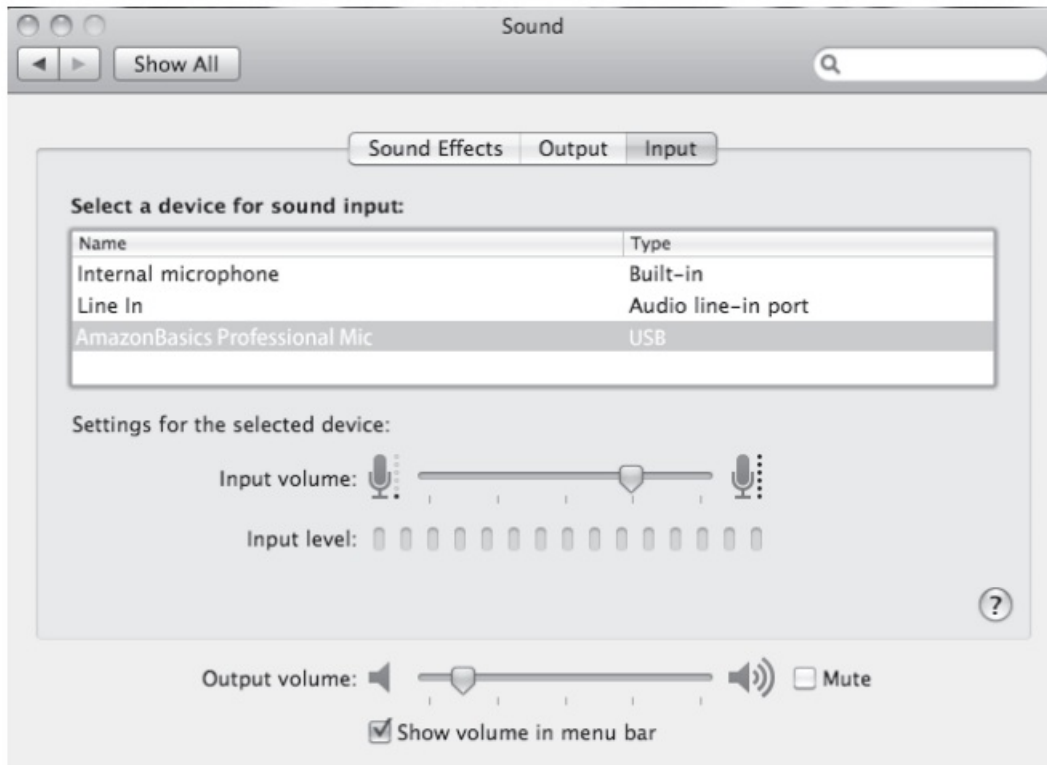 Sound
Show All
Sound Effects Output Input
Select a device for sound input:
Name Type
Internal microphone Built-in
Line In Audio line-in port
AmazonBasics Professional Mic USB
Settings for the selected device:
Input volume:
Input level:
?
Output volume: Mute
Show volume in menu bar